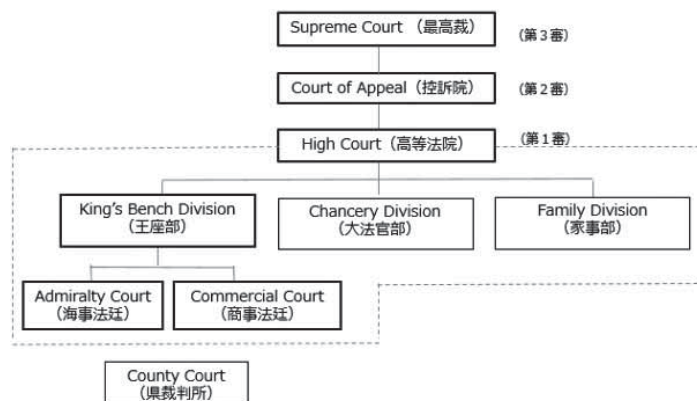 Supreme Court （最高裁） （第３審）
Court of Appeal（控訴院） （第２審）
High Court（高等法院） （第１審）
King’s Bench Division
（王座部）
Chancery Division
（大法官部）
Family Division
（家事部）
Admiralty Court
（海事法廷）
Commercial Court
（商事法廷）
County Court
（県裁判所）